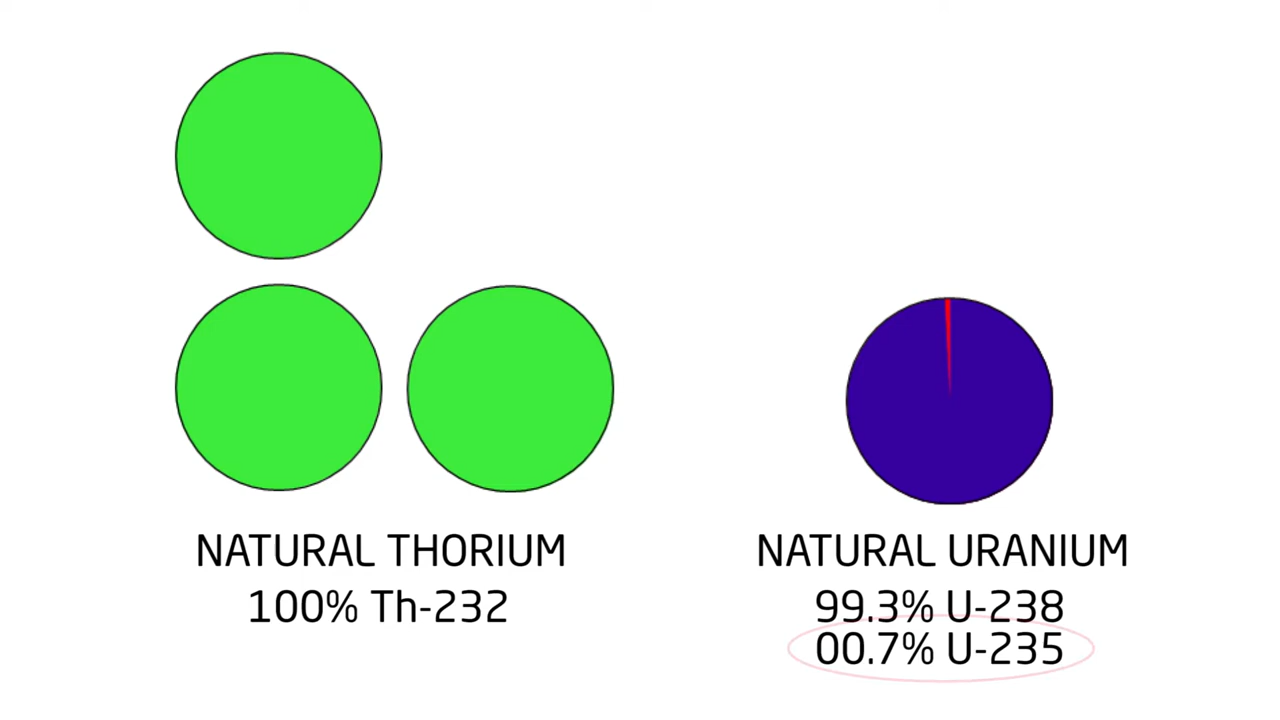 NATURAL THORIUM
100% Th-232
NATURAL URANIUM
99.3% U-238
00.7% U-235